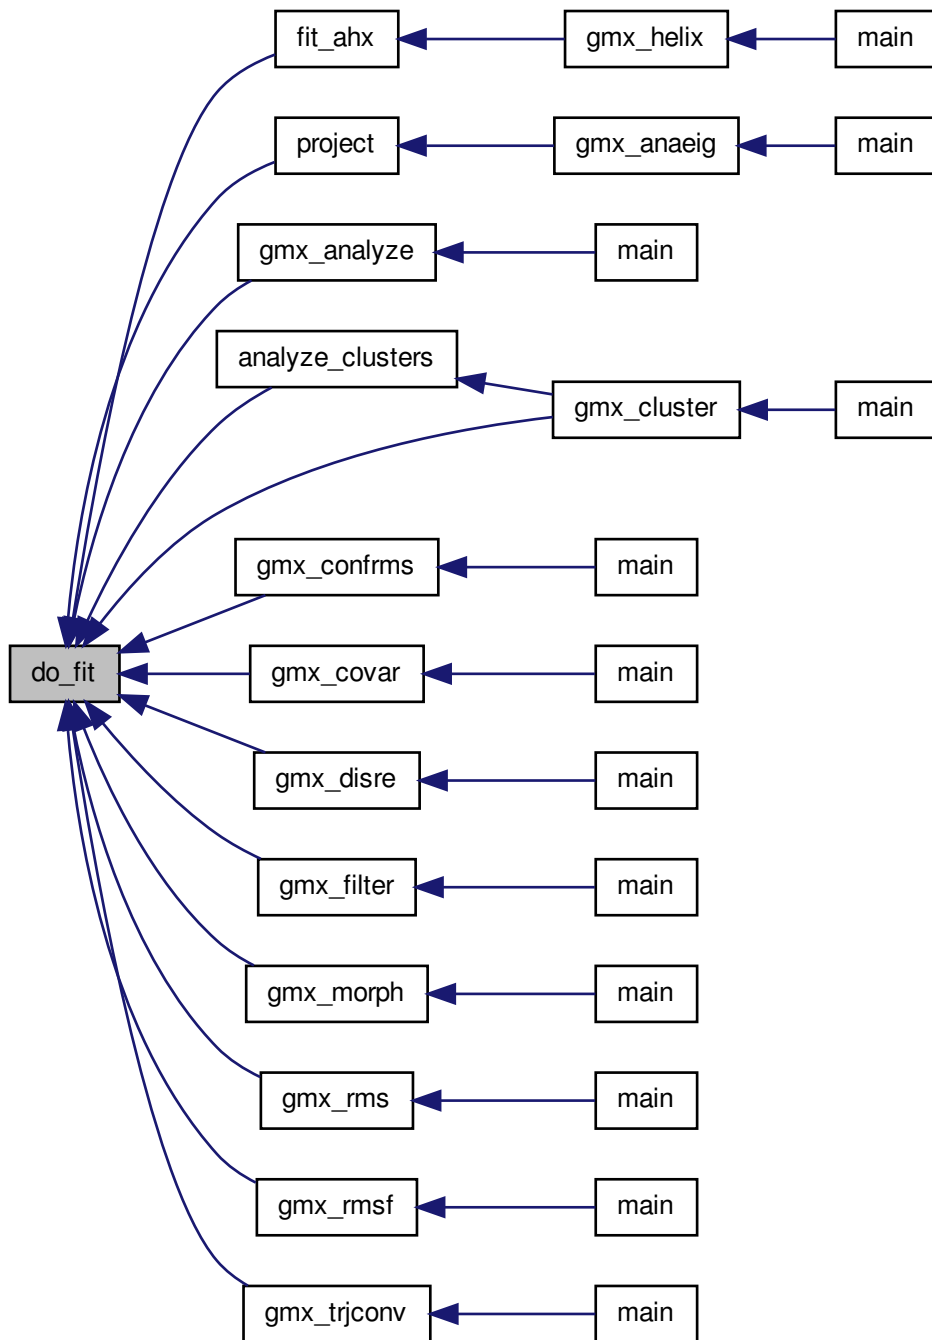 fit_ahx gmx_helix main
project gmx_anaeig main
gmx_analyze main
analyze_clusters
gmx_cluster main
gmx_confrms main
do_fit gmx_covar main
gmx_disre main
gmx_filter main
gmx_morph main
gmx_rms main
gmx_rmsf main
gmx_trjconv main